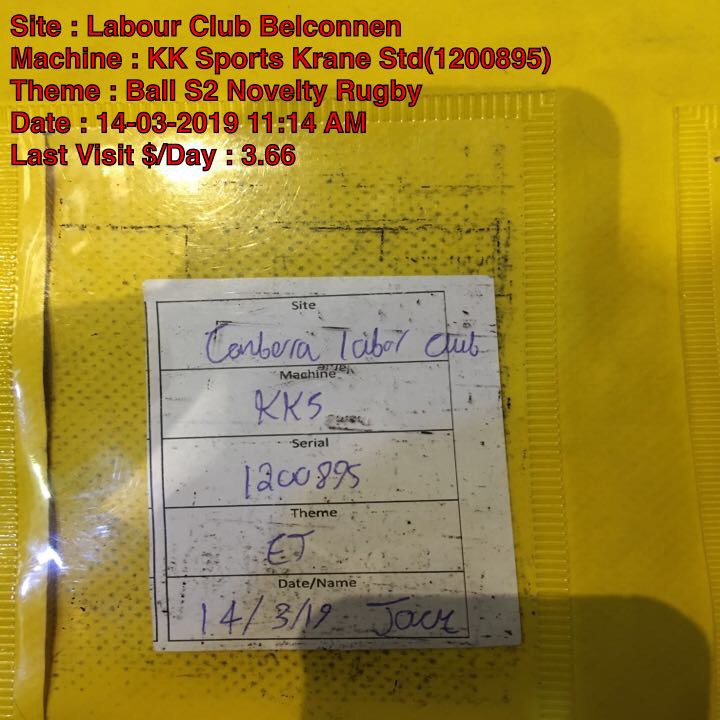 Site : Labour Club Belconnen
Machine : KK Sports Krane Std(1200895)
Theme : Ball S2 Novelty Rugby
Date : 14-03-2019 11:14 AM
Last Visit $/Day : 3.66
Site
Canberra labor club
Machine
KKS
Serial
1200895
Theme
ET
Date/Name
14/3/19